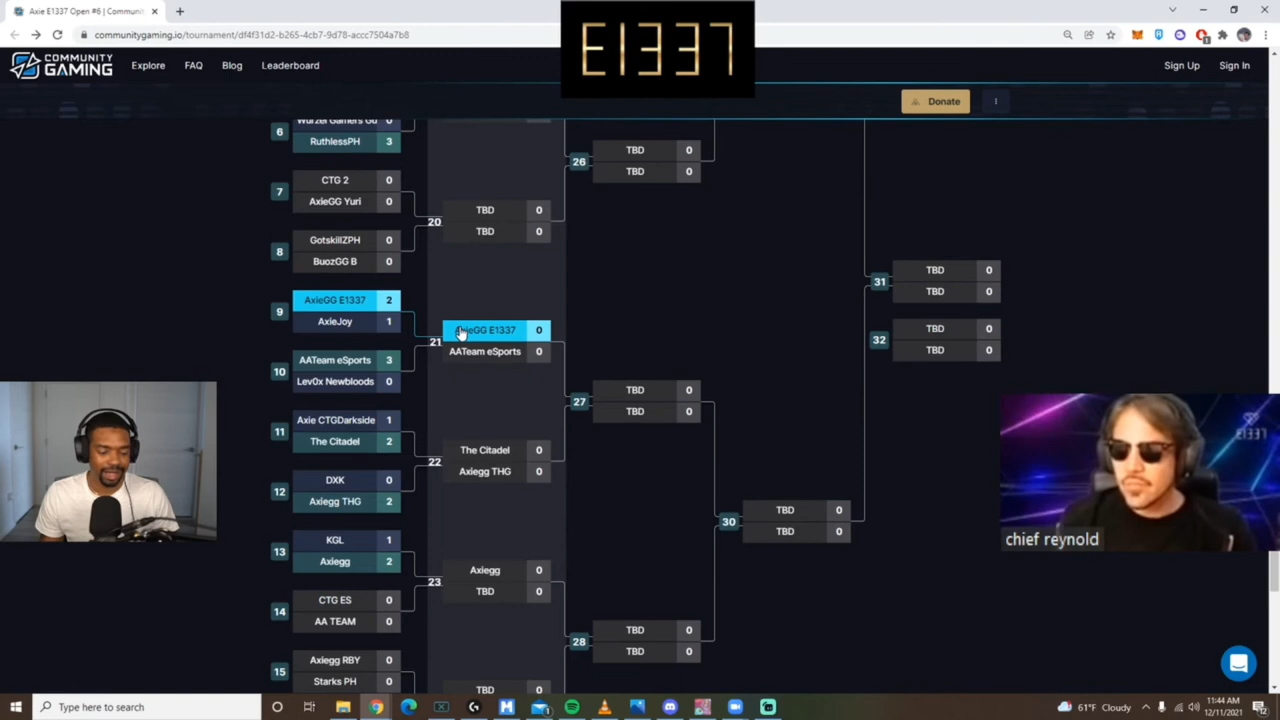 Axie E1337 Open #6 | Communi
communitygaming.io/tournament/df4f31d2-b265-4cb7-9d78-accc7504a7b8
E1337
COMMUNITY GAMING
Explore
FAQ
Blog
Leaderboard
Sign Up
Sign In
Donate
6
Wurzel Gamers Gu 0
RuthlessPH 3
26
TBD 0
TBD 0
7
CTG 2 0
AxieGG Yuri 0
20
TBD 0
TBD 0
8
GotskillZPH 0
BuozGG B 0
9
AxieGG E1337 2
AxieJoy 1
31
TBD 0
TBD 0
21
AxieGG E1337 0
AATeam eSports 0
32
TBD 0
TBD 0
10
AATeam eSports 3
Lev0x Newbloods 0
27
TBD 0
TBD 0
11
Axie CTGDarkside 1
The Citadel 2
22
The Citadel 0
Axiegg THG 0
12
DXK 0
Axiegg THG 2
30
TBD 0
TBD 0
13
KGL 1
Axiegg 2
23
Axiegg 0
TBD 0
14
CTG ES 0
AA TEAM 0
28
TBD 0
TBD 0
15
Axiegg RBY 0
Starks PH 0
TBD 0
E1337
chief reynold
Type here to search
61°F Cloudy
11:44 AM
12/11/2021